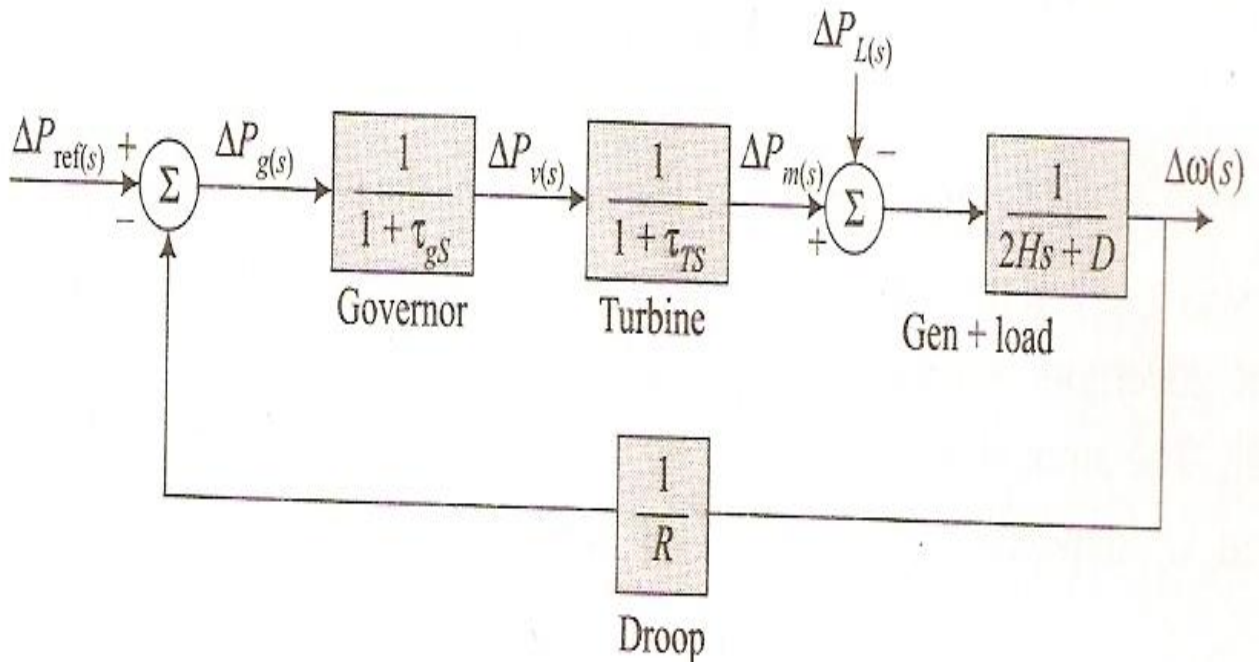 ΔP_L(s)
ΔP_ref(s) + Σ ΔP_g(s) 1 / (1 + τ_gS) ΔP_v(s) 1 / (1 + τ_TS) ΔP_m(s) − Σ 1 / (2Hs + D) Δω(s)
− +
Governor
Turbine
Gen + load
1 / R
Droop